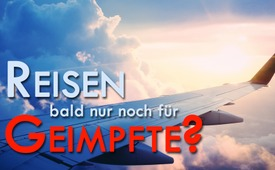 REISEN
bald nur noch für
GEIMPFTE?